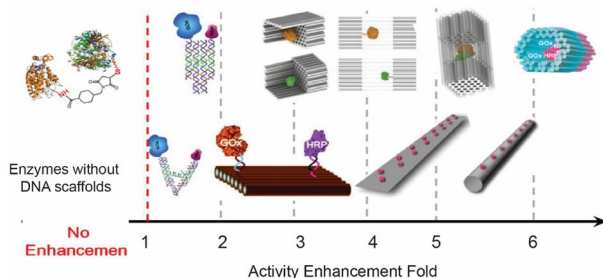 GOx
HRP
GOx
HRP
Enzymes without
DNA scaffolds
No
Enhancemen
1 2 3 4 5 6
Activity Enhancement Fold